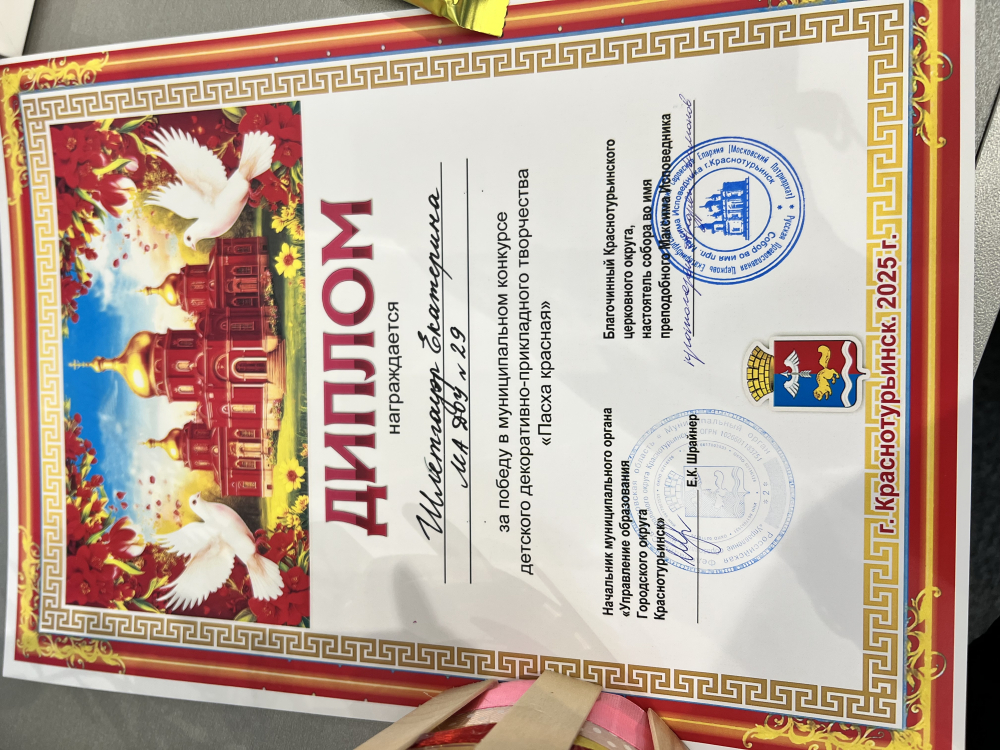 ДИПЛОМ
награждается
Екатерина
МА ДОУ N 29
за победу в муниципальном конкурсе
детского декоративно-прикладного творчества
«Пасха красная»
Начальник муниципального органа
«Управление образования
Городского округа
Краснотурьинск»
Е.К. Шрайнер
Благочинный Краснотурьинского
церковного округа,
настоятель собора во имя
преподобного Максима Исповедника
г. Краснотурьинск. 2025 г.